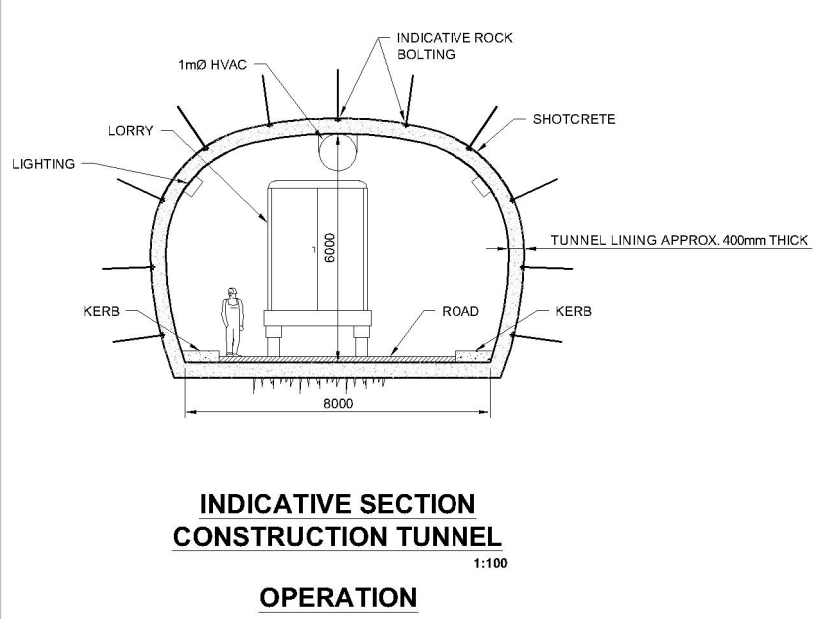 INDICATIVE ROCK
BOLTING
1mØ HVAC
SHOTCRETE
LORRY
LIGHTING
6000
TUNNEL LINING APPROX. 400mm THICK
KERB
ROAD
KERB
8000
INDICATIVE SECTION
CONSTRUCTION TUNNEL
1:100
OPERATION